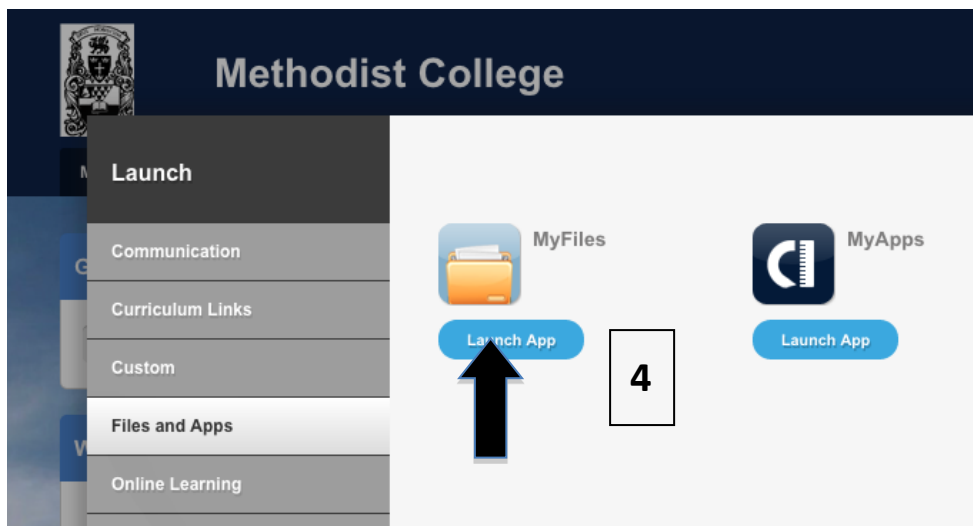 Methodist College
M
Launch
G
Communication
Curriculum Links
Custom
Files and Apps
W
Online Learning
MyFiles
Launch App
4
MyApps
Launch App